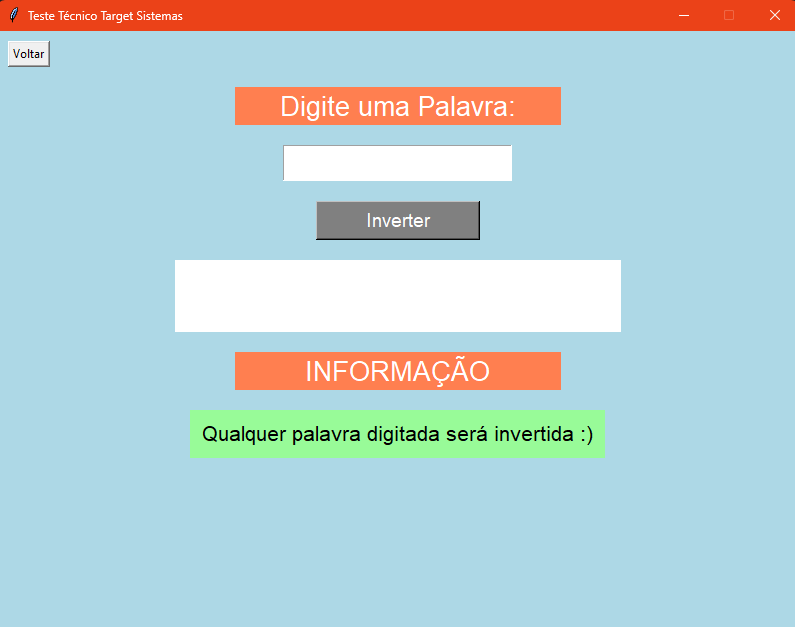 Teste Técnico Target Sistemas
Voltar
Digite uma Palavra:
Inverter
INFORMAÇÃO
Qualquer palavra digitada será invertida :)